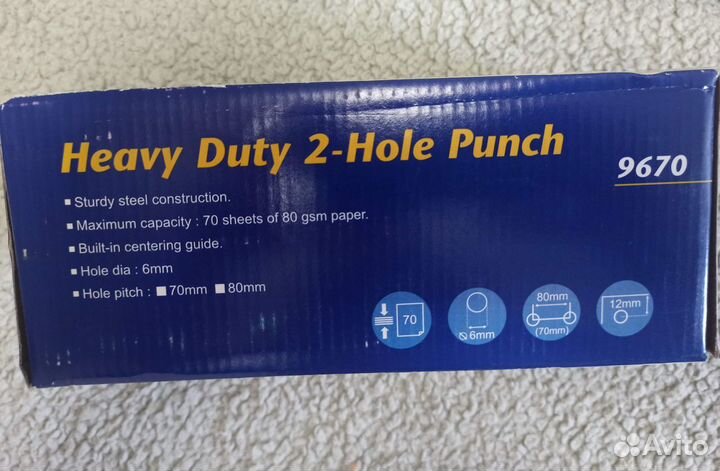 Heavy Duty 2-Hole Punch
9670
Sturdy steel construction.
Maximum capacity : 70 sheets of 80 gsm paper.
Built-in centering guide.
Hole dia : 6mm
Hole pitch : 70mm 80mm
70
⌀6mm
80mm
(70mm)
12mm
Avito